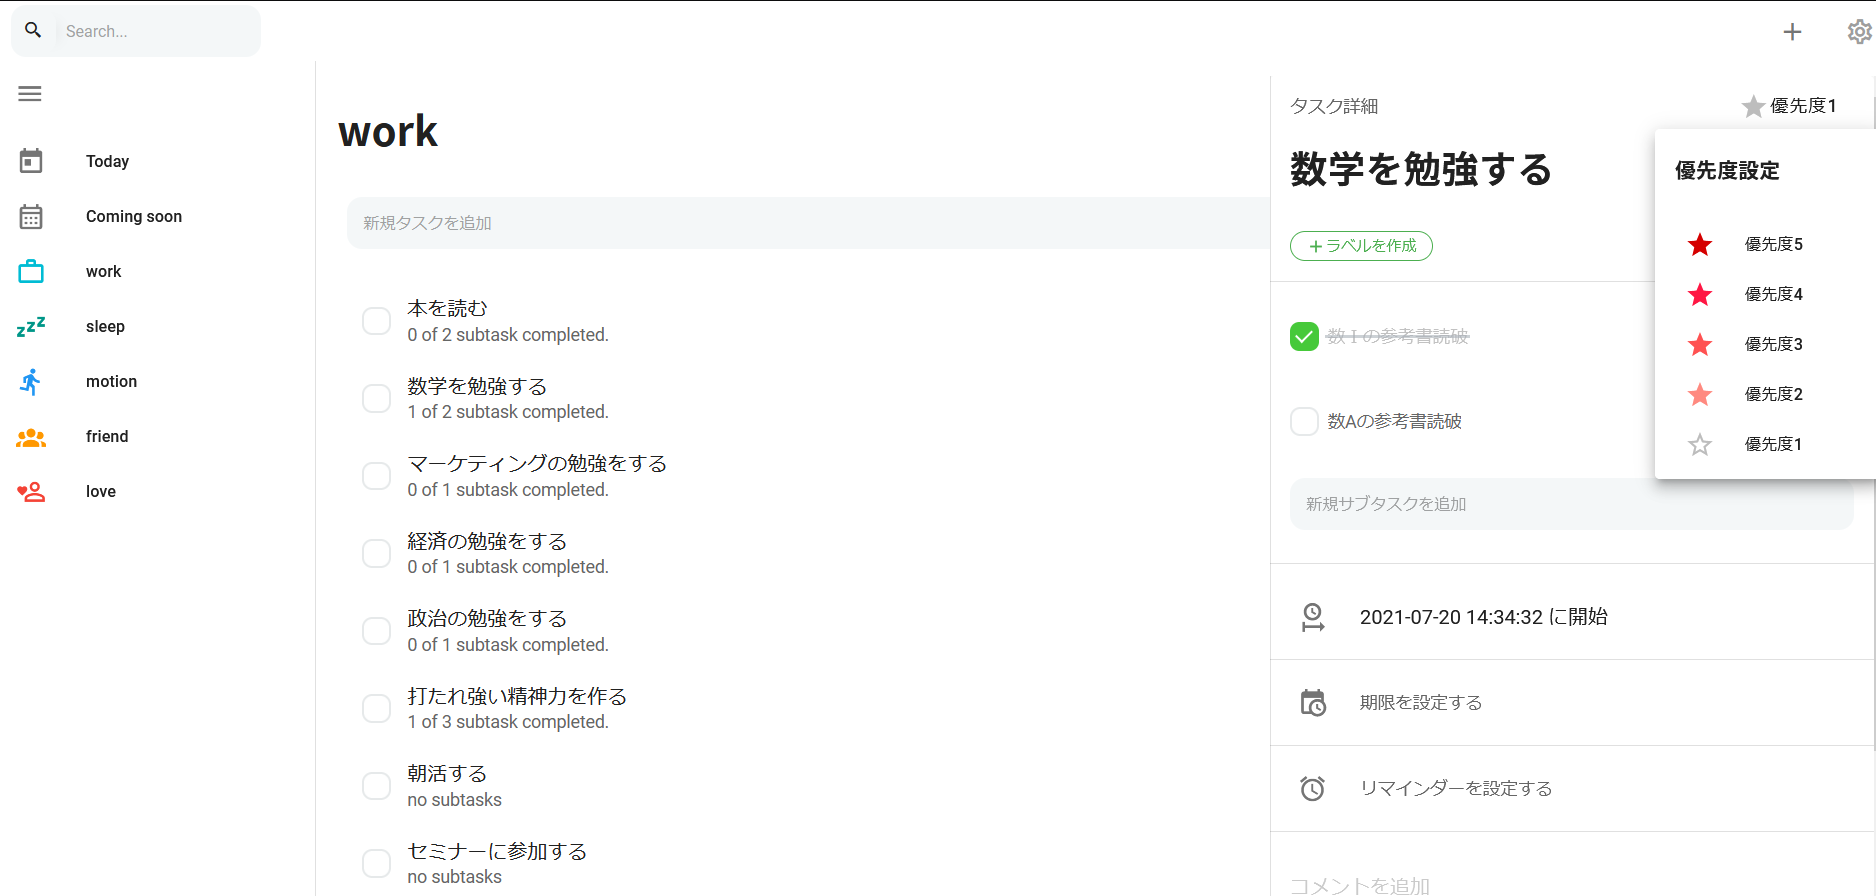 Search...
Today
Coming soon
work
sleep
motion
friend
love
work
新規タスクを追加
本を読む
0 of 2 subtask completed.
数学を勉強する
1 of 2 subtask completed.
マーケティングの勉強をする
0 of 1 subtask completed.
経済の勉強をする
0 of 1 subtask completed.
政治の勉強をする
0 of 1 subtask completed.
打たれ強い精神力を作る
1 of 3 subtask completed.
朝活する
no subtasks
セミナーに参加する
no subtasks
タスク詳細
優先度1
数学を勉強する
+ラベルを作成
数Ⅰの参考書読破
数Aの参考書読破
新規サブタスクを追加
2021-07-20 14:34:32 に開始
期限を設定する
リマインダーを設定する
コメントを追加
優先度設定
優先度5
優先度4
優先度3
優先度2
優先度1